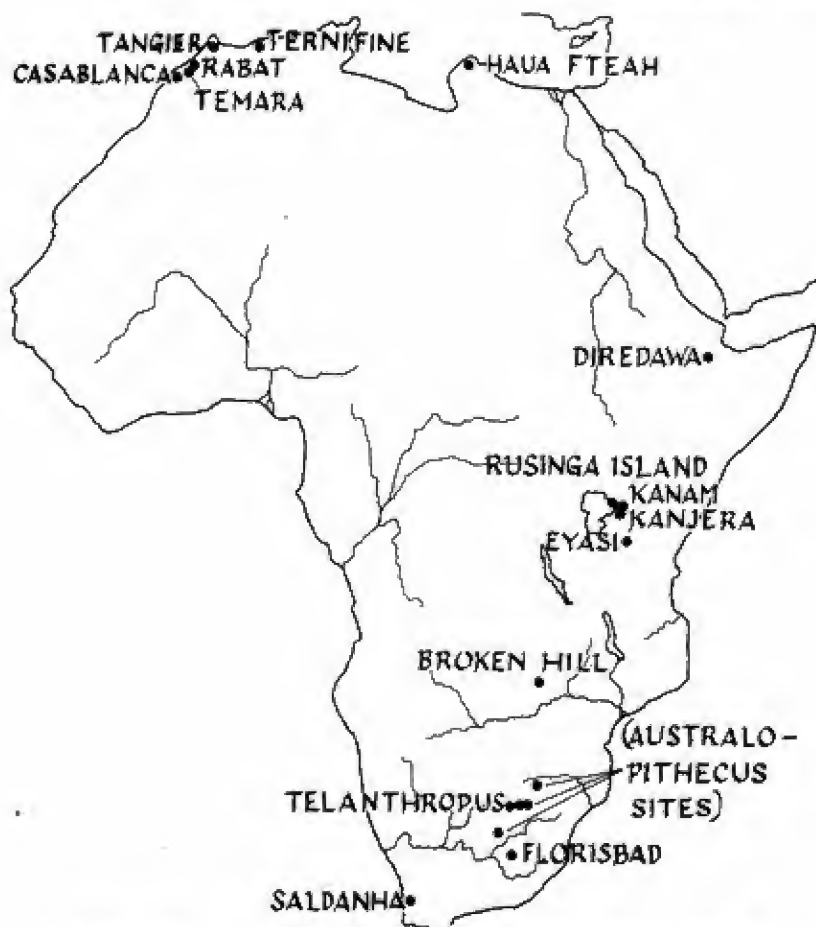 TANGIER
TERNIFINE
CASABLANCA
RABAT
TEMARA
HAUA FTEAH
DIREDAWA
RUSINGA ISLAND
KANAM
KANJERA
EYASI
BROKEN HILL
(AUSTRALO-
PITHECUS
SITES)
TELANTHROPUS
FLORISBAD
SALDANHA